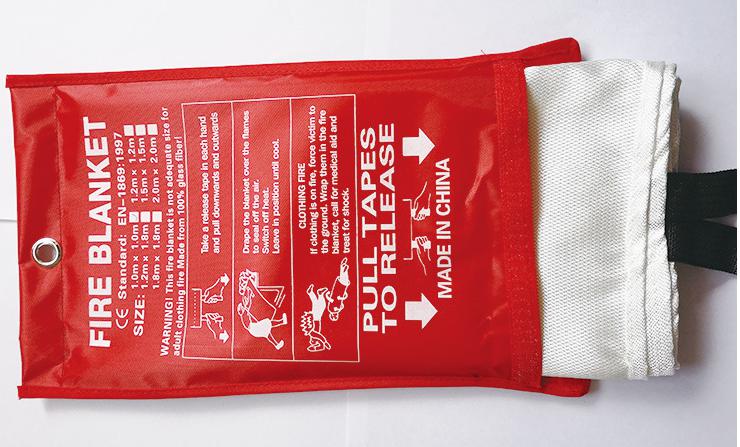 FIRE BLANKET
CE Standard: EN-1869:1997
SIZE: 1.0m × 1.0m 1.2m × 1.2m
1.2m × 1.8m 1.5m × 1.5m
1.8m × 1.8m 2.0m × 2.0m
WARNING! This fire blanket is not adequate size for
adult clothing fire Made from 100% glass fiber!
Take a release tape in each hand
and pull downwards and outwards
Drape the blanket over the flames
to seal off the air.
Switch off heat.
Leave in position until cool.
CLOTHING FIRE
If clothing is on fire, force victim to
the ground. Wrap them in the fire
blanket, call for medical aid and
treat for shock.
PULL TAPES
TO RELEASE
MADE IN CHINA